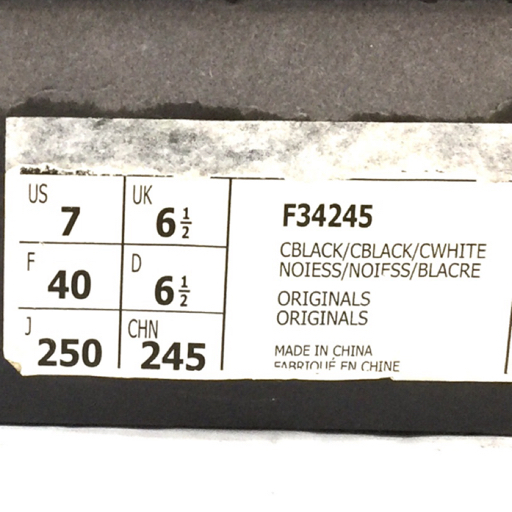 US 7 UK 6 1/2
F 40 D 6 1/2
J 250 CHN 245
F34245
CBLACK/CBLACK/CWHITE
NOIESS/NOIESS/BLACRE
ORIGINALS
ORIGINALS
MADE IN CHINA
FABRIQUÉ EN CHINE